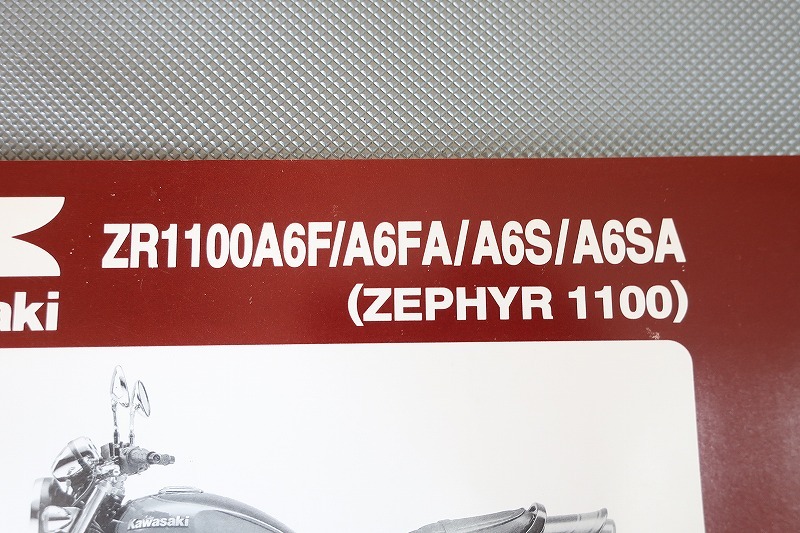 ZR1100A6F/A6FA/A6S/A6SA
(ZEPHYR 1100)
aki
Kawasaki